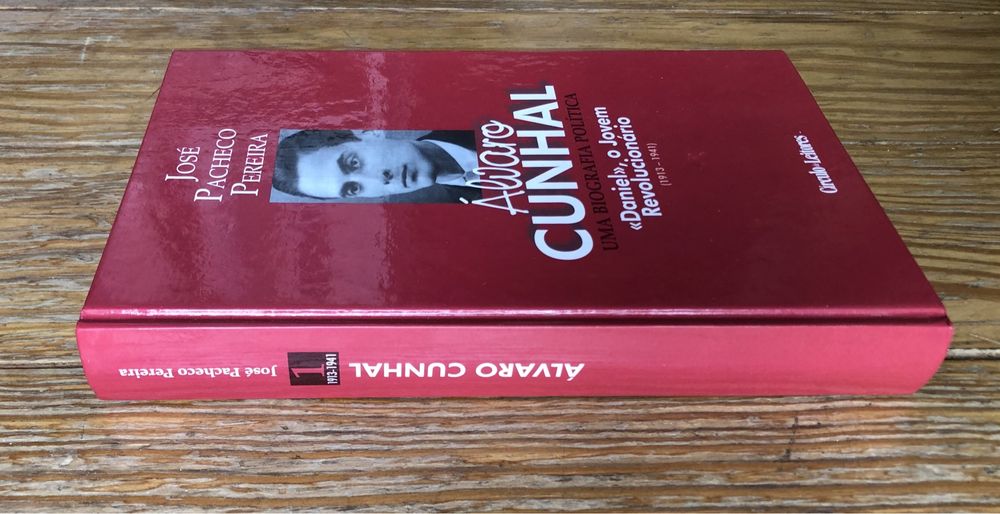 JOSÉ
PACHECO
PEREIRA
Álvaro
CUNHAL
UMA BIOGRAFIA POLÍTICA
«Daniel», o Jovem
Revolucionário
(1913 - 1941)
Círculo de Leitores
ÁLVARO CUNHAL
1
1913-1941
José Pacheco Pereira